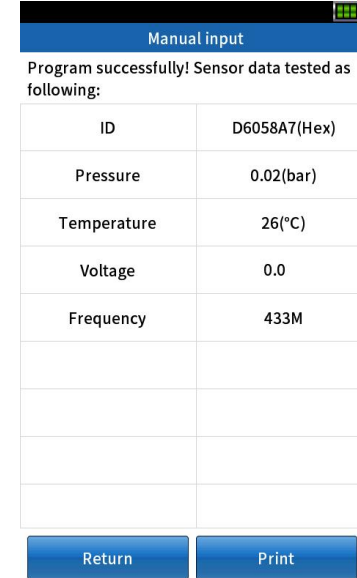 Manual input
Program successfully! Sensor data tested as
following:
ID D6058A7(Hex)
Pressure 0.02(bar)
Temperature 26(°C)
Voltage 0.0
Frequency 433M
Return Print